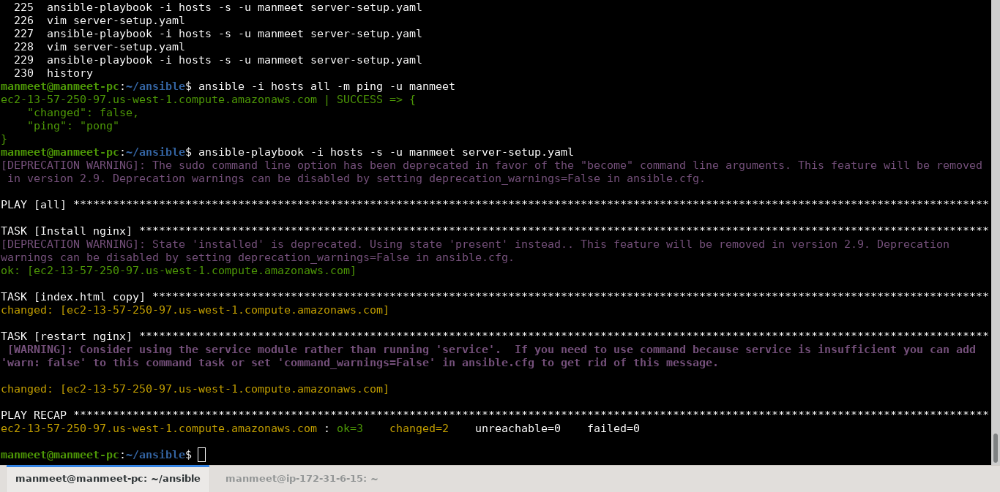 225  ansible-playbook -i hosts -s -u manmeet server-setup.yaml
  226  vim server-setup.yaml
  227  ansible-playbook -i hosts -s -u manmeet server-setup.yaml
  228  vim server-setup.yaml
  229  ansible-playbook -i hosts -s -u manmeet server-setup.yaml
  230  history
manmeet@manmeet-pc:~/ansible$ ansible -i hosts all -m ping -u manmeet
ec2-13-57-250-97.us-west-1.compute.amazonaws.com | SUCCESS => {
    "changed": false,
    "ping": "pong"
}
manmeet@manmeet-pc:~/ansible$ ansible-playbook -i hosts -s -u manmeet server-setup.yaml
[DEPRECATION WARNING]: The sudo command line option has been deprecated in favor of the "become" command line arguments. This feature will be removed
 in version 2.9. Deprecation warnings can be disabled by setting deprecation_warnings=False in ansible.cfg.
PLAY [all] *******************************************************************************************************************************************
TASK [Install nginx] *********************************************************************************************************************************
[DEPRECATION WARNING]: State 'installed' is deprecated. Using state 'present' instead.. This feature will be removed in version 2.9. Deprecation
warnings can be disabled by setting deprecation_warnings=False in ansible.cfg.
ok: [ec2-13-57-250-97.us-west-1.compute.amazonaws.com]
TASK [index.html copy] *******************************************************************************************************************************
changed: [ec2-13-57-250-97.us-west-1.compute.amazonaws.com]
TASK [restart nginx] *********************************************************************************************************************************
 [WARNING]: Consider using the service module rather than running 'service'.  If you need to use command because service is insufficient you can add
'warn: false' to this command task or set 'command_warnings=False' in ansible.cfg to get rid of this message.
changed: [ec2-13-57-250-97.us-west-1.compute.amazonaws.com]
PLAY RECAP *******************************************************************************************************************************************
ec2-13-57-250-97.us-west-1.compute.amazonaws.com : ok=3    changed=2    unreachable=0    failed=0
manmeet@manmeet-pc:~/ansible$
manmeet@manmeet-pc: ~/ansible    manmeet@ip-172-31-6-15: ~